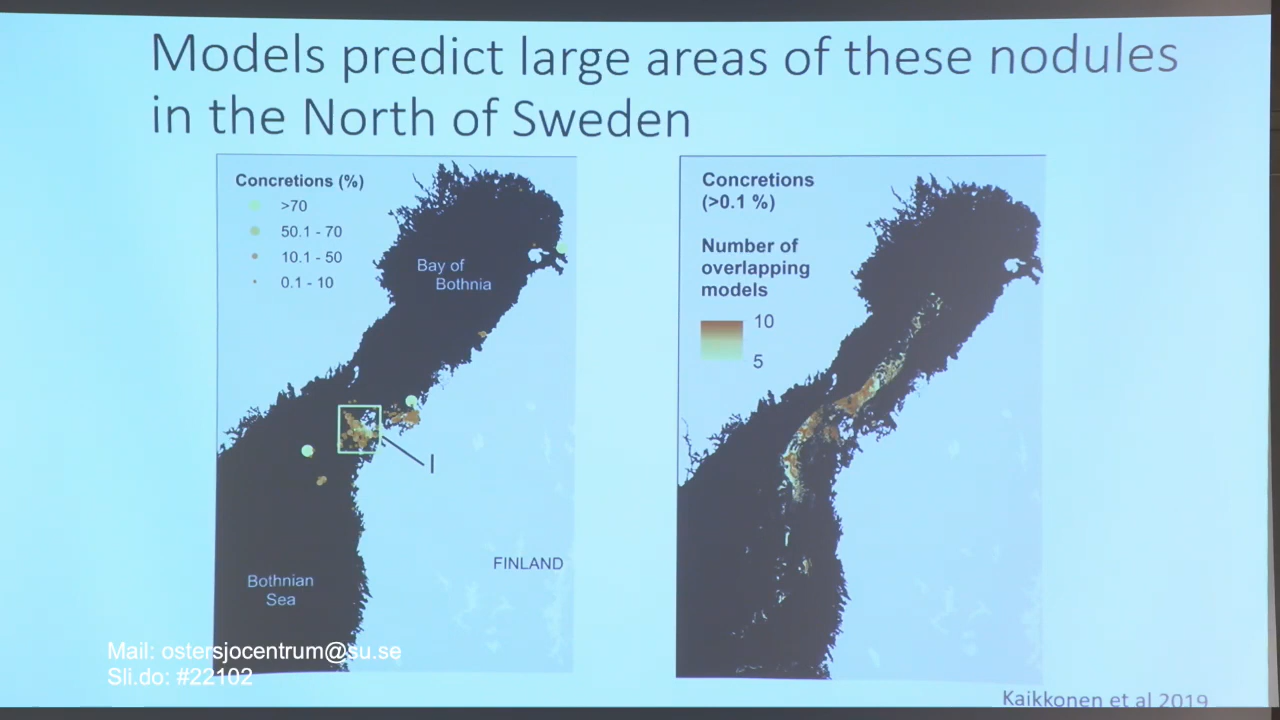 Models predict large areas of these nodules
in the North of Sweden
Concretions (%)
>70
50.1 - 70
10.1 - 50
0.1 - 10
Bay of
Bothnia
I
FINLAND
Bothnian
Sea
Concretions
(>0.1 %)
Number of
overlapping
models
10
5
Mail: ostersjocentrum@su.se
Sli.do: #22102
Kaikkonen et al 2019